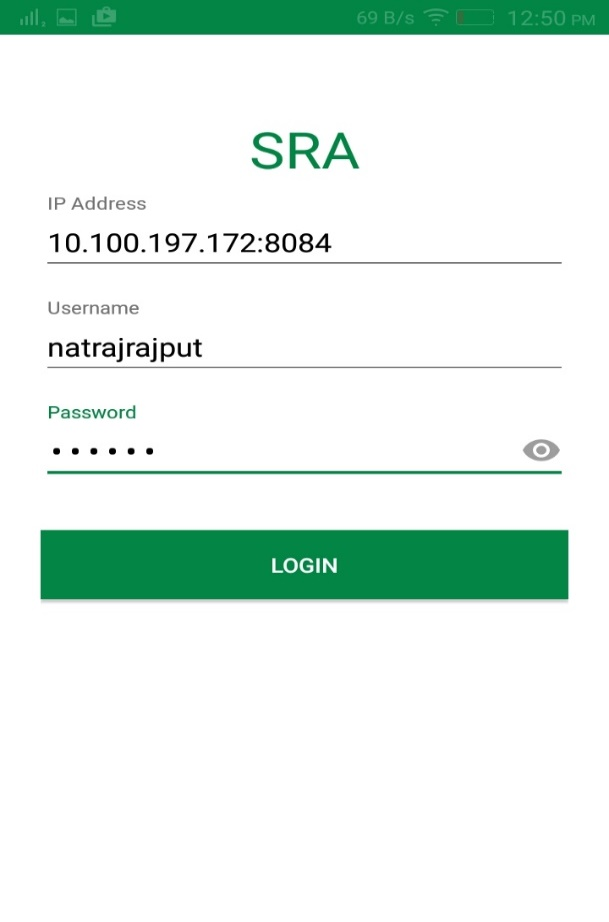 69 B/s 12:50 PM
SRA
IP Address
10.100.197.172:8084
Username
natrajrajput
Password
••••••
LOGIN